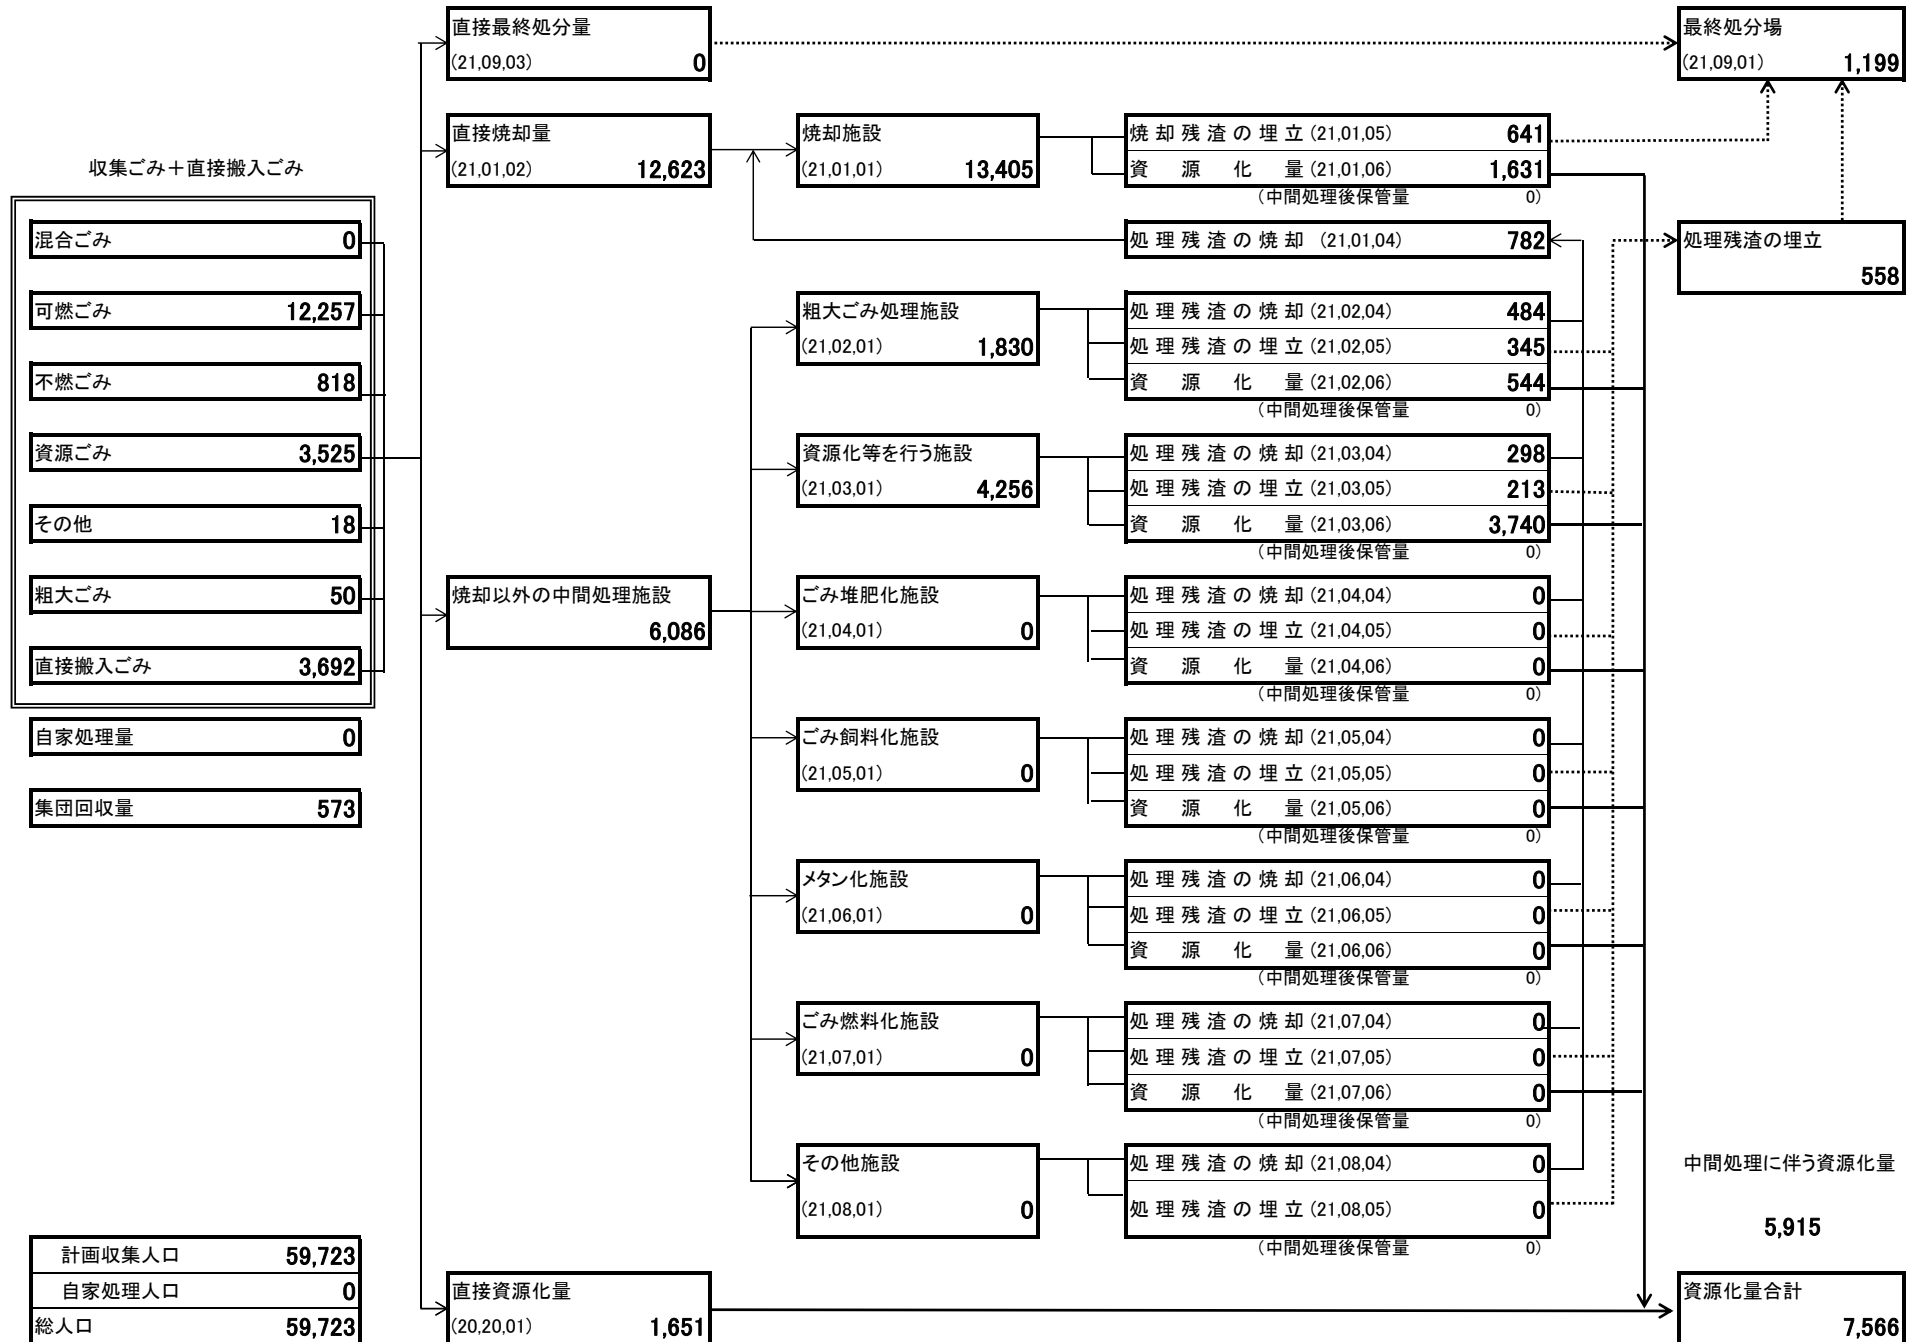 直接最終処分量
(21,09,03) 0
最終処分場
(21,09,01) 1,199
直接焼却量
(21,01,02) 12,623
焼却施設
(21,01,01) 13,405
焼却残渣の埋立(21,01,05) 641
資源化量(21,01,06) 1,631
(中間処理後保管量 0)
収集ごみ＋直接搬入ごみ
混合ごみ 0
可燃ごみ 12,257
不燃ごみ 818
資源ごみ 3,525
その他 18
粗大ごみ 50
直接搬入ごみ 3,692
自家処理量 0
集団回収量 573
処理残渣の焼却 (21,01,04) 782
処理残渣の埋立
558
粗大ごみ処理施設
(21,02,01) 1,830
処理残渣の焼却(21,02,04) 484
処理残渣の埋立(21,02,05) 345
資源化量(21,02,06) 544
(中間処理後保管量 0)
資源化等を行う施設
(21,03,01) 4,256
処理残渣の焼却(21,03,04) 298
処理残渣の埋立(21,03,05) 213
資源化量(21,03,06) 3,740
(中間処理後保管量 0)
焼却以外の中間処理施設
6,086
ごみ堆肥化施設
(21,04,01) 0
処理残渣の焼却(21,04,04) 0
処理残渣の埋立(21,04,05) 0
資源化量(21,04,06) 0
(中間処理後保管量 0)
ごみ飼料化施設
(21,05,01) 0
処理残渣の焼却(21,05,04) 0
処理残渣の埋立(21,05,05) 0
資源化量(21,05,06) 0
(中間処理後保管量 0)
メタン化施設
(21,06,01) 0
処理残渣の焼却(21,06,04) 0
処理残渣の埋立(21,06,05) 0
資源化量(21,06,06) 0
(中間処理後保管量 0)
ごみ燃料化施設
(21,07,01) 0
処理残渣の焼却(21,07,04) 0
処理残渣の埋立(21,07,05) 0
資源化量(21,07,06) 0
(中間処理後保管量 0)
その他施設
(21,08,01) 0
処理残渣の焼却(21,08,04) 0
処理残渣の埋立(21,08,05) 0
(中間処理後保管量 0)
中間処理に伴う資源化量
5,915
計画収集人口 59,723
自家処理人口 0
総人口 59,723
直接資源化量
(20,20,01) 1,651
資源化量合計
7,566